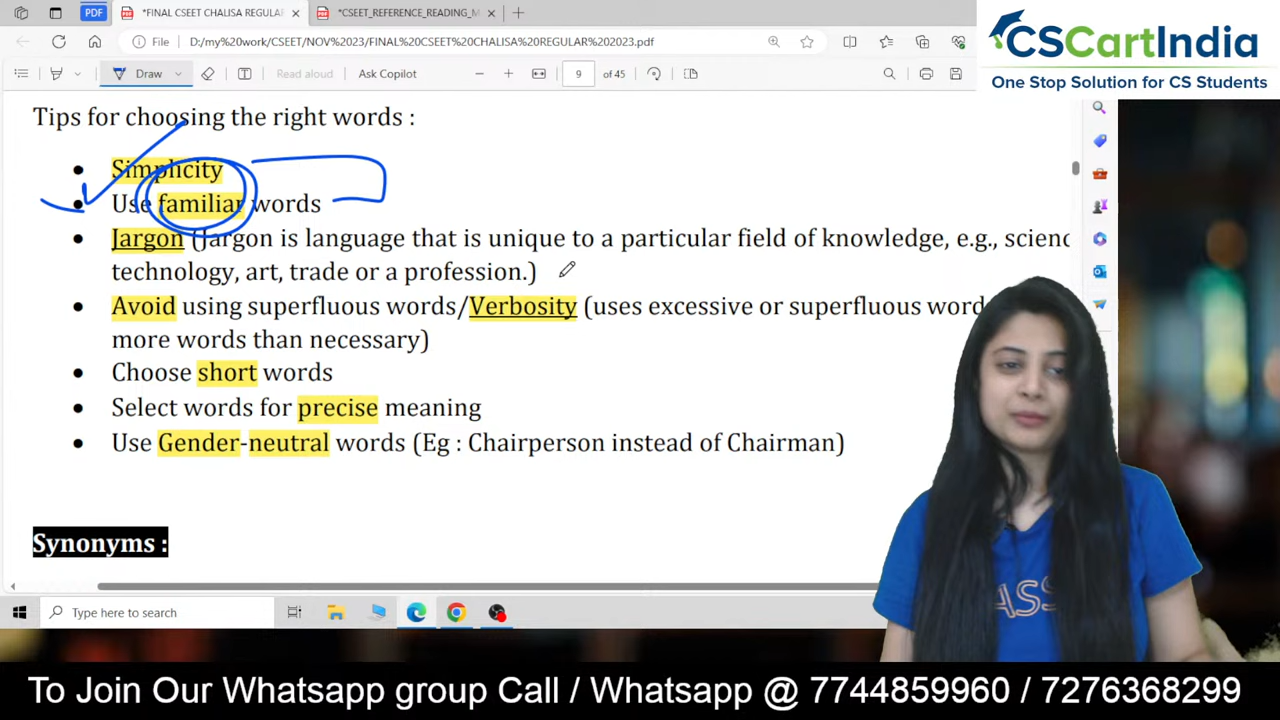 *FINAL CSEET CHALISA REGULAR
*CSEET_REFERENCE_READING_M
PDF
File
D:/my%20work/CSEET/NOV%2023/FINAL%20CSEET%20CHALISA%20REGULAR%202023.pdf
CSCartIndia
One Stop Solution for CS Students
Draw
Read aloud
Ask Copilot
9
of 45
Tips for choosing the right words :
Simplicity
Use familiar words
Jargon (Jargon is language that is unique to a particular field of knowledge, e.g., scienc
technology, art, trade or a profession.)
Avoid using superfluous words/Verbosity (uses excessive or superfluous word
more words than necessary)
Choose short words
Select words for precise meaning
Use Gender-neutral words (Eg : Chairperson instead of Chairman)
Synonyms :
Type here to search
To Join Our Whatsapp group Call / Whatsapp @ 7744859960 / 7276368299